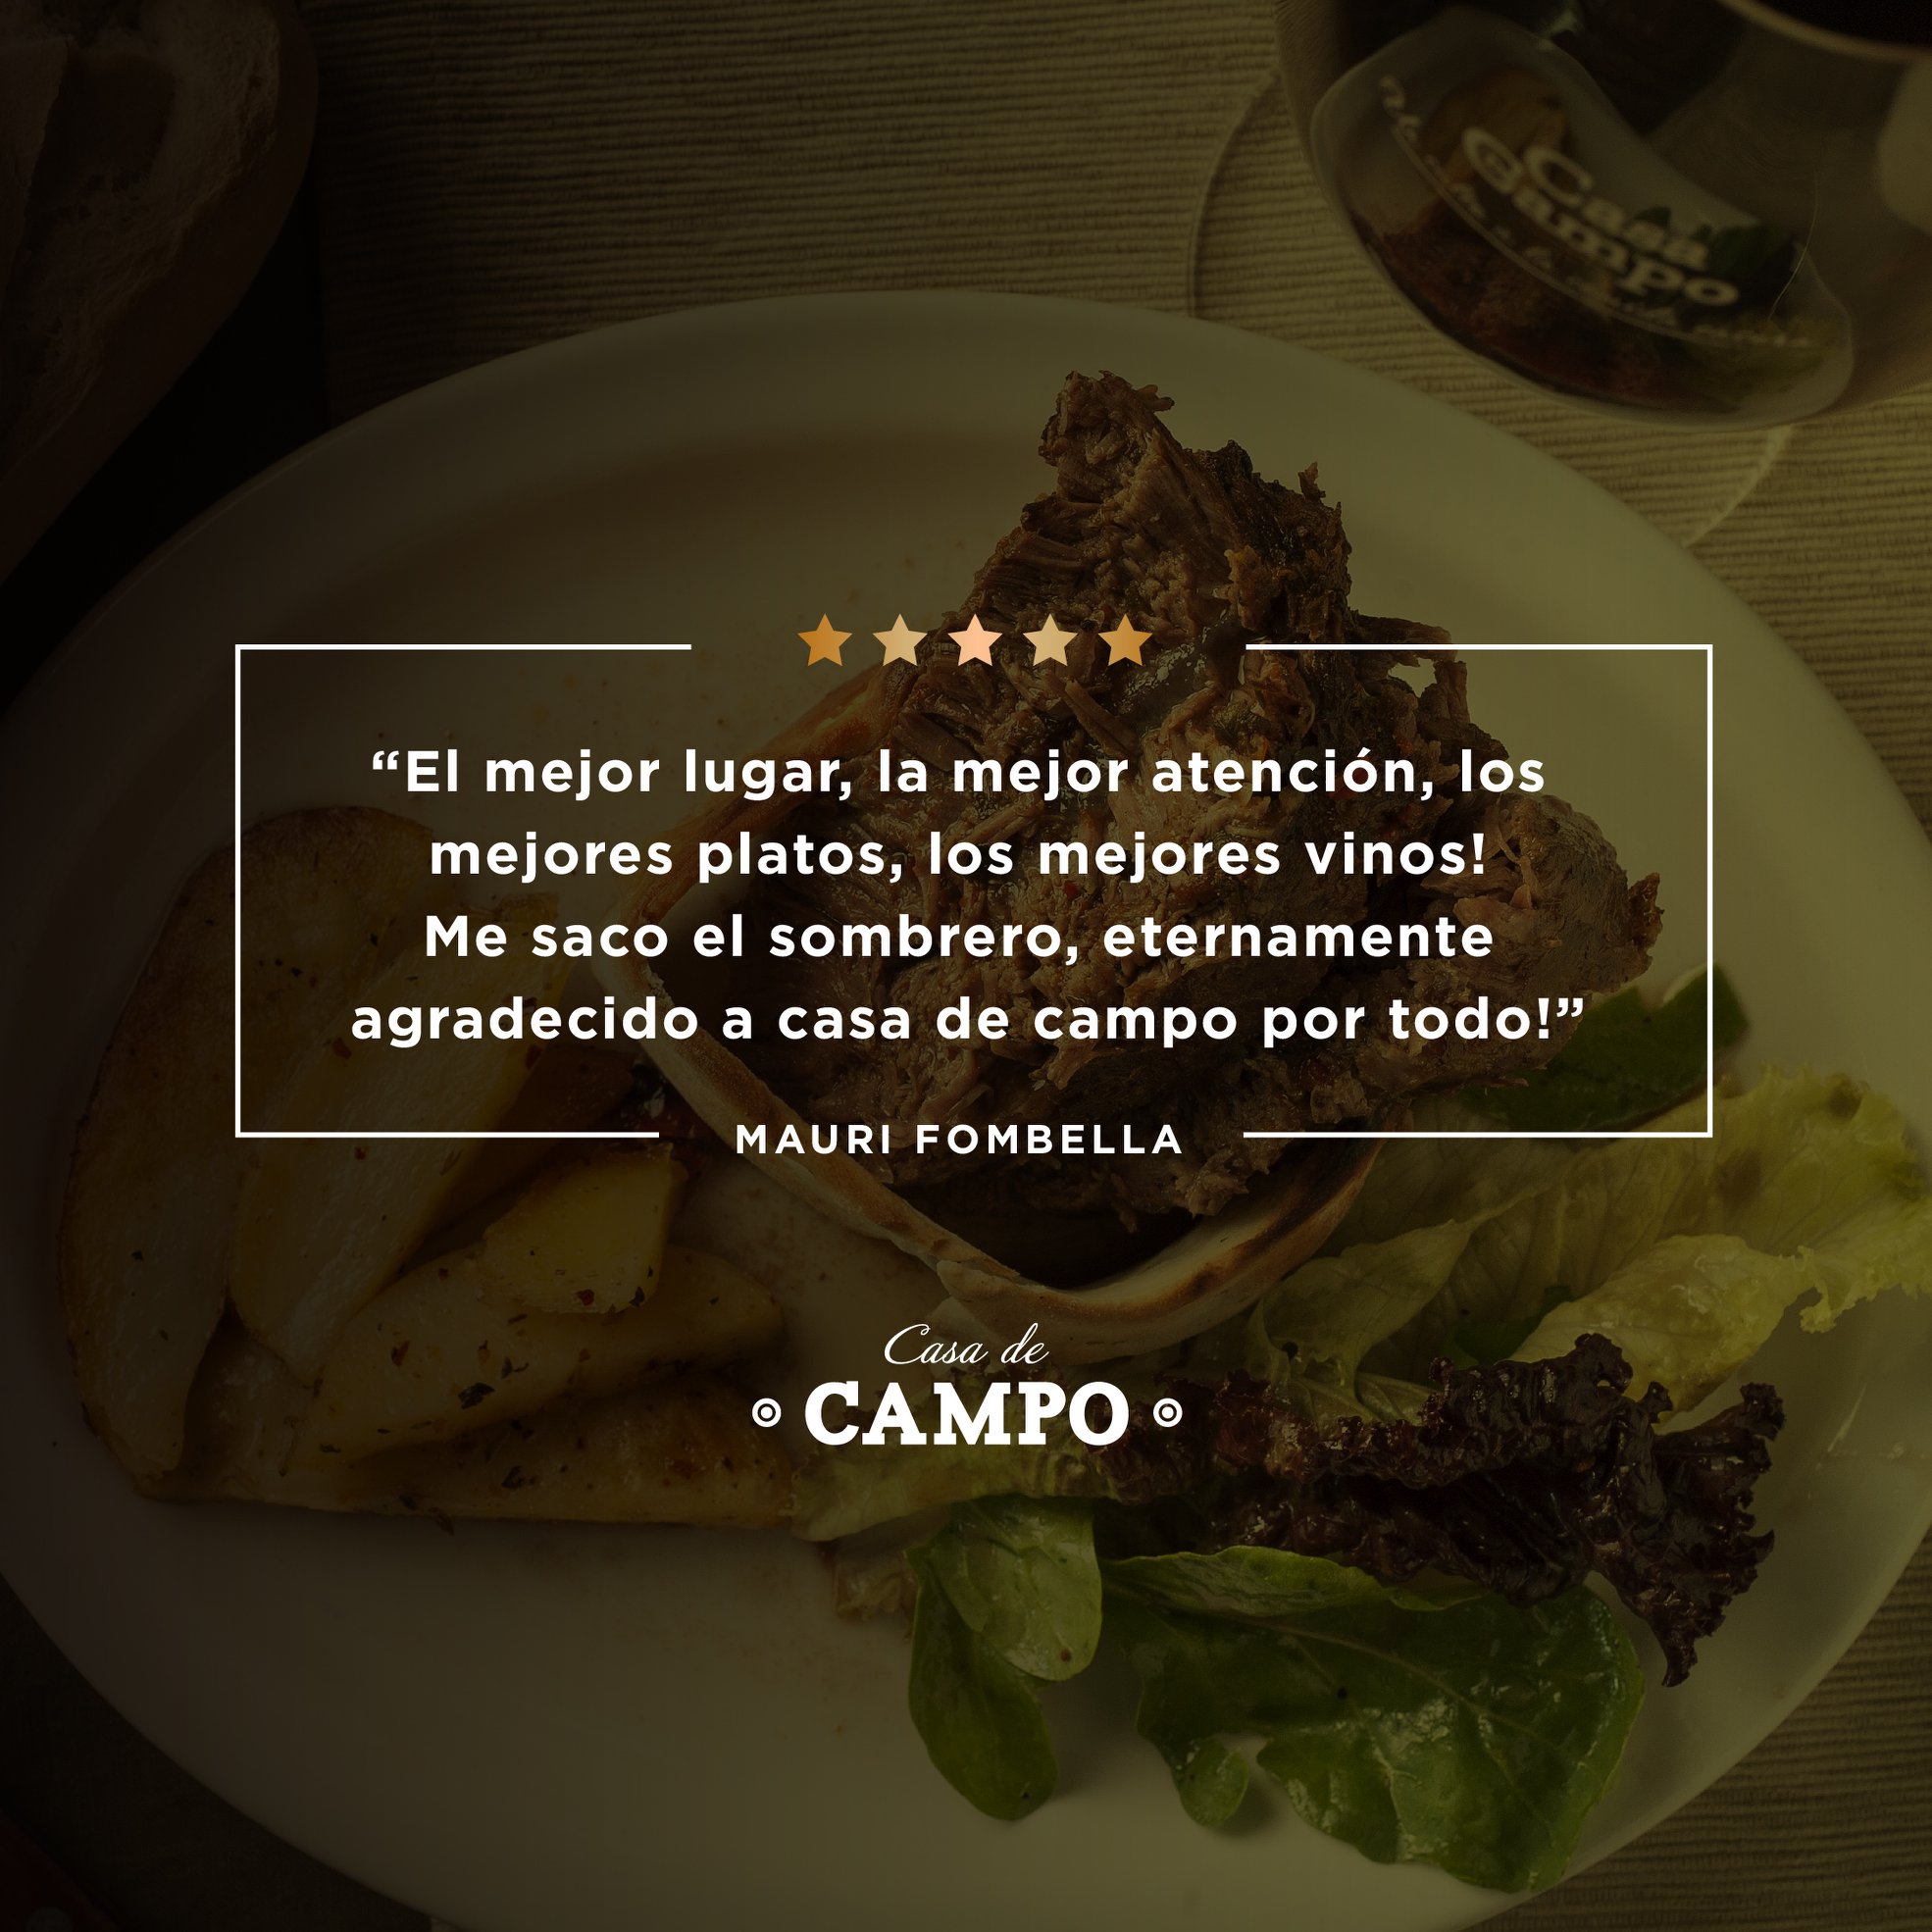 Casa
Campo
“El mejor lugar, la mejor atención, los
mejores platos, los mejores vinos!
Me saco el sombrero, eternamente
agradecido a casa de campo por todo!”
MAURI FOMBELLA
Casa de
CAMPO